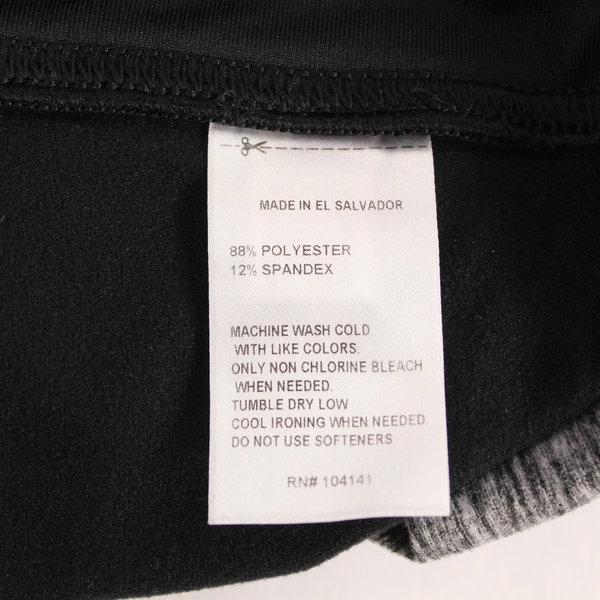 MADE IN EL SALVADOR
88% POLYESTER
12% SPANDEX
MACHINE WASH COLD
WITH LIKE COLORS.
ONLY NON CHLORINE BLEACH
WHEN NEEDED.
TUMBLE DRY LOW
COOL IRONING WHEN NEEDED.
DO NOT USE SOFTENERS
RN# 104141